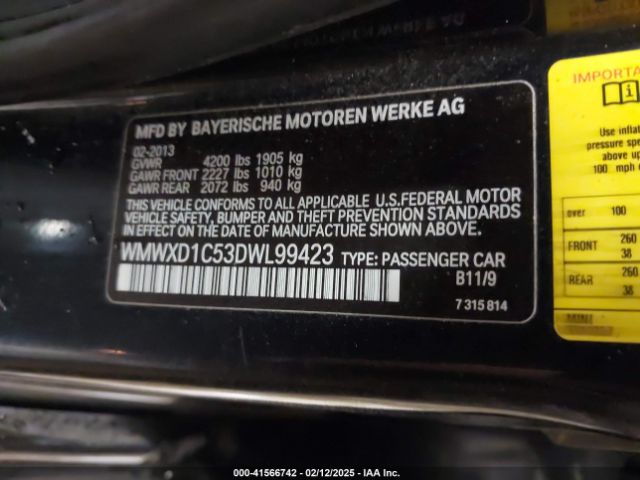 MFD BY BAYERISCHE MOTOREN WERKE AG
02-2013
GVWR 4200 lbs 1905 kg
GAWR FRONT 2227 lbs 1010 kg
GAWR REAR 2072 lbs 940 kg
THIS VEHICLE CONFORMS TO ALL APPLICABLE U.S.FEDERAL MOTOR
VEHICLE SAFETY, BUMPER AND THEFT PREVENTION STANDARDS
IN EFFECT ON THE DATE OF MANUFACTURE SHOWN ABOVE.
WMWXD1C53DWL99423 TYPE: PASSENGER CAR
B11/9
7 315 814
IMPORTA
Use infl
pressure spe
100 mph o
over 100
FRONT 260
38
REAR 260
38
MINI
000-41566742 - 02/12/2025 - IAA Inc.